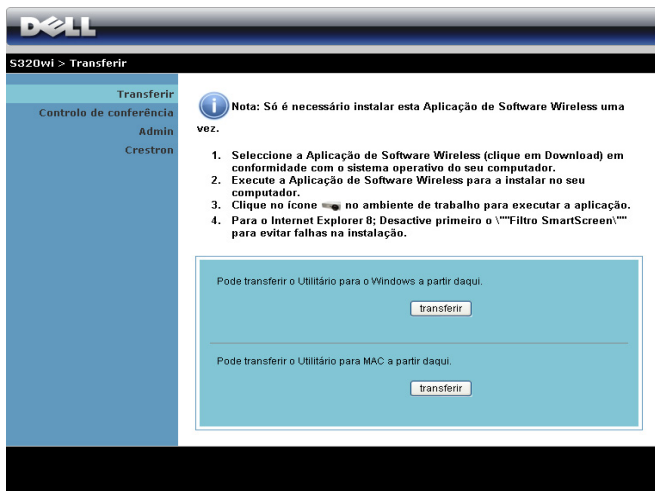 DELL
S320wi > Transferir
Transferir
Controlo de conferência
Admin
Crestron
Nota: Só é necessário instalar esta Aplicação de Software Wireless uma
vez.
1. Seleccione a Aplicação de Software Wireless (clique em Download) em
conformidade com o sistema operativo do seu computador.
2. Execute a Aplicação de Software Wireless para a instalar no seu
computador.
3. Clique no ícone no ambiente de trabalho para executar a aplicação.
4. Para o Internet Explorer 8; Desactive primeiro o \""Filtro SmartScreen\""
para evitar falhas na instalação.
Pode transferir o Utilitário para o Windows a partir daqui.
transferir
Pode transferir o Utilitário para MAC a partir daqui.
transferir